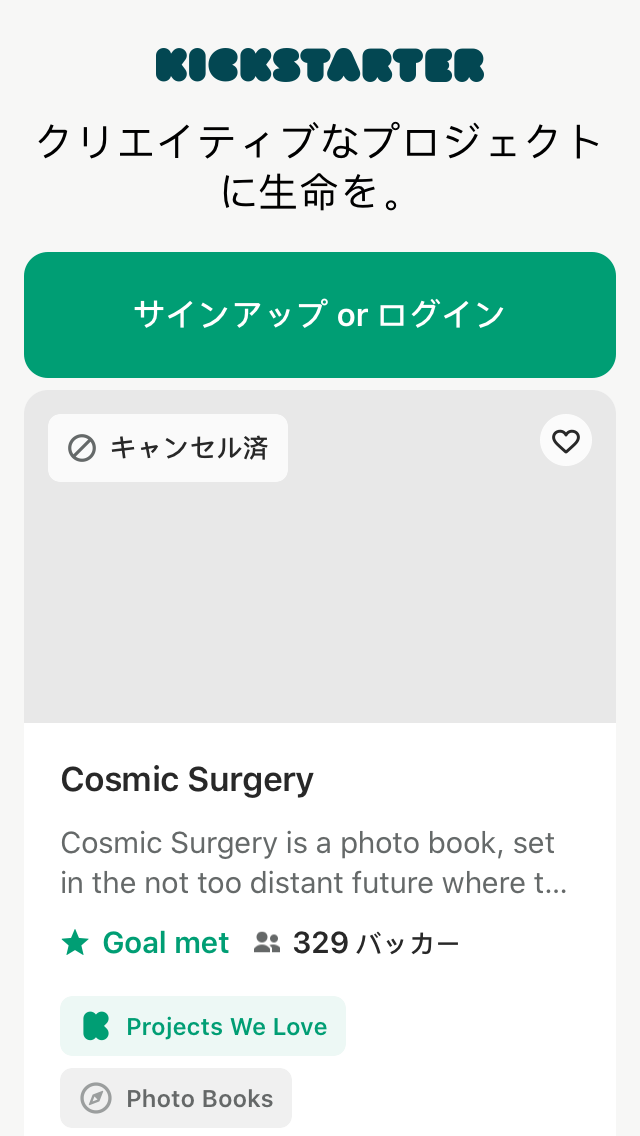 KICKSTARTER
クリエイティブなプロジェクト
に生命を。
サインアップ or ログイン
キャンセル済
Cosmic Surgery
Cosmic Surgery is a photo book, set
in the not too distant future where t…
Goal met 329 バッカー
Projects We Love
Photo Books